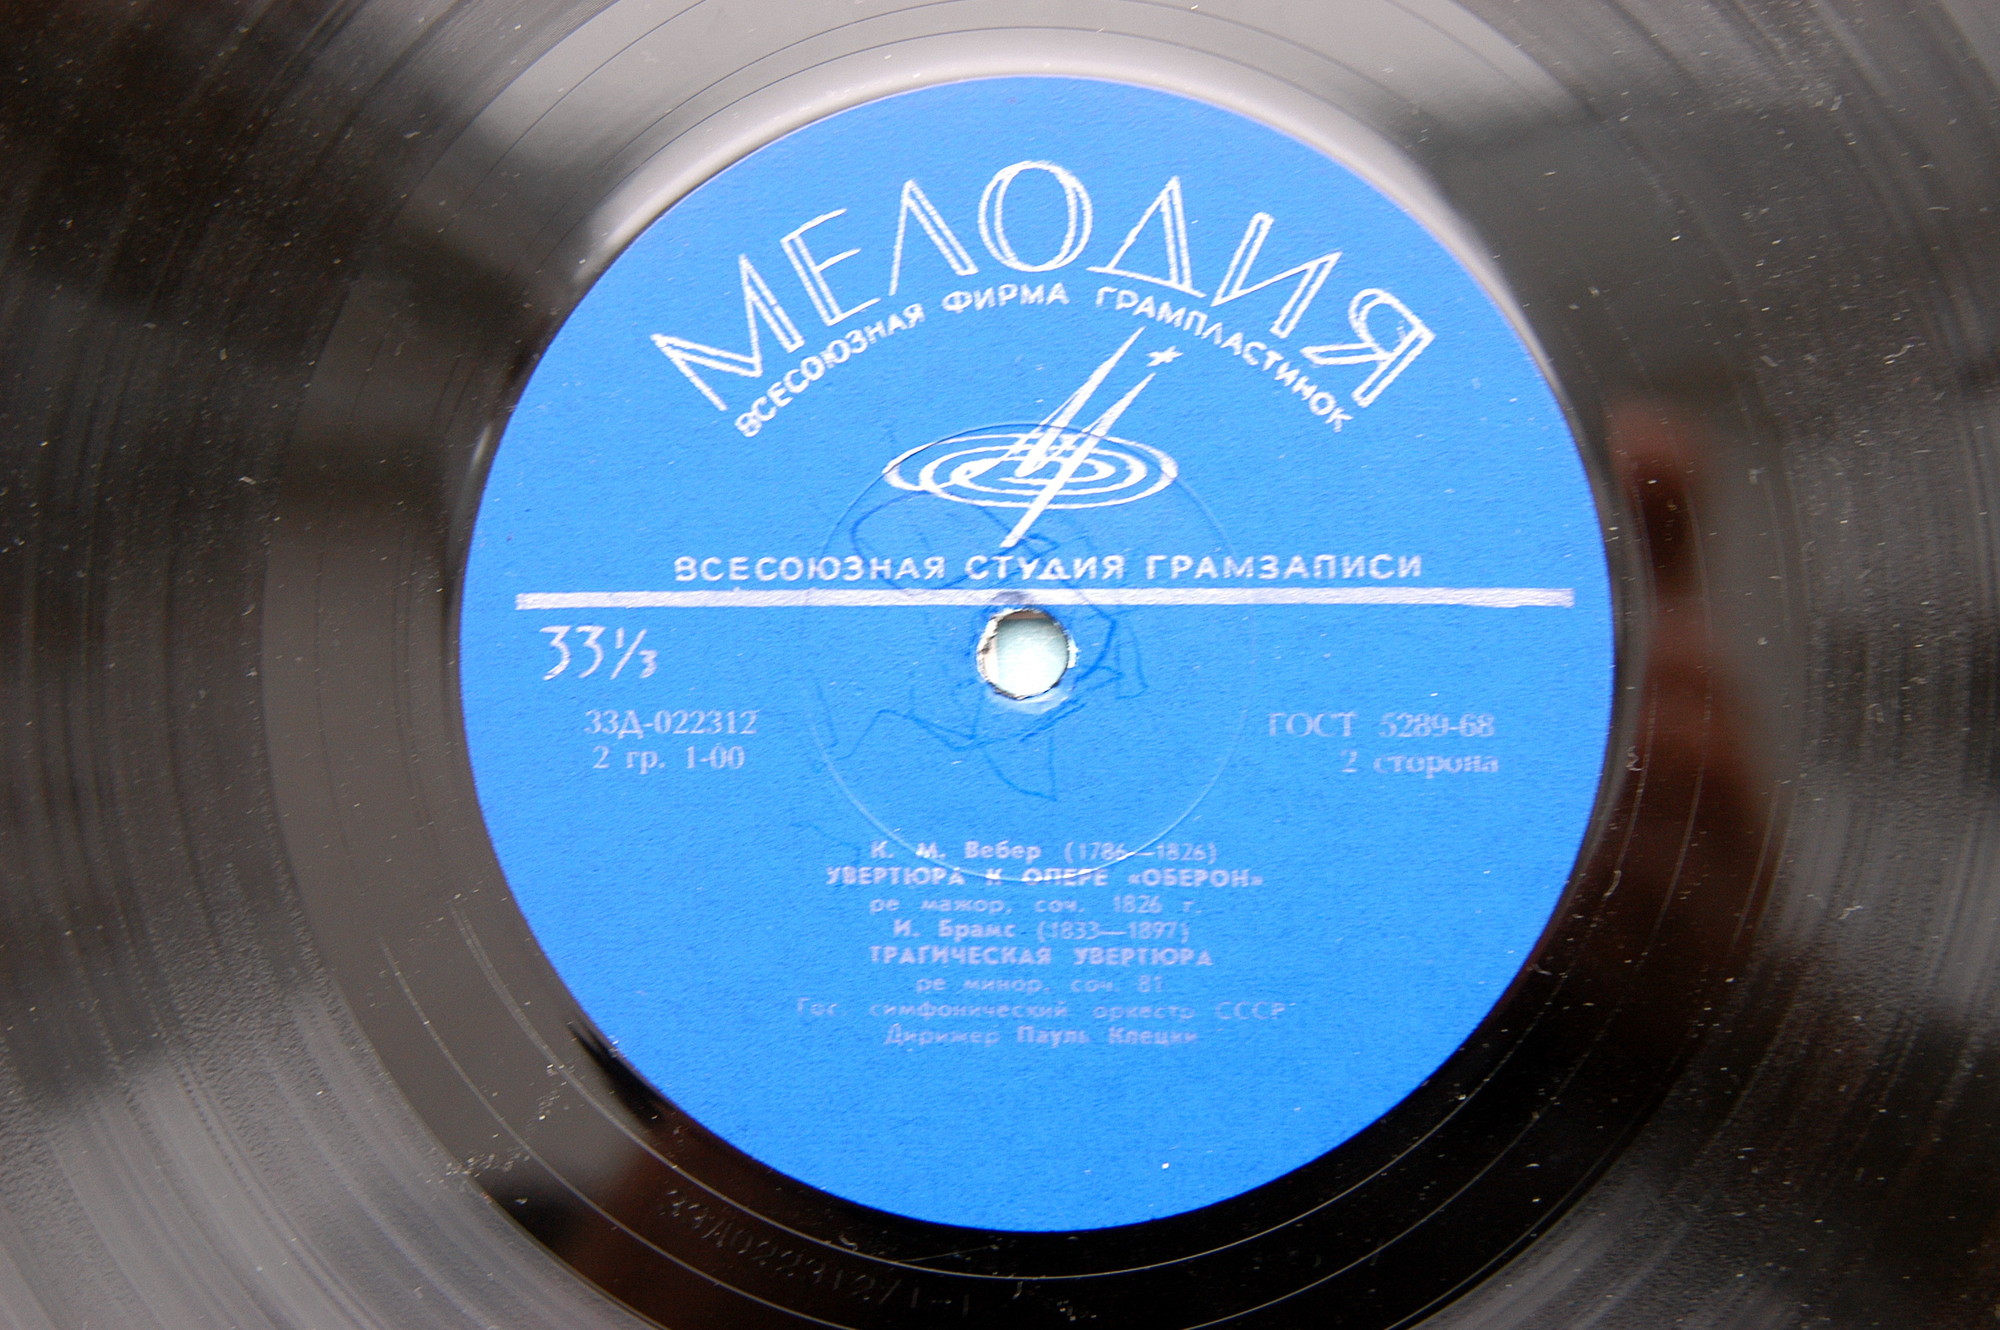 МЕЛОДИЯ
ВСЕСОЮЗНАЯ ФИРМА ГРАМПЛАСТИНОК
ВСЕСОЮЗНАЯ СТУДИЯ ГРАМЗАПИСИ
33⅓
33Д-022312
2 гр. 1-00
ГОСТ 5289-68
2 сторона
К. М. Вебер (1786—1826)
УВЕРТЮРА К ОПЕРЕ «ОБЕРОН»
ре мажор, соч. 1826 г.
И. Брамс (1833—1897)
ТРАГИЧЕСКАЯ УВЕРТЮРА
ре минор, соч. 81
Гос. симфонический оркестр СССР
Дирижер Пауль Клецки